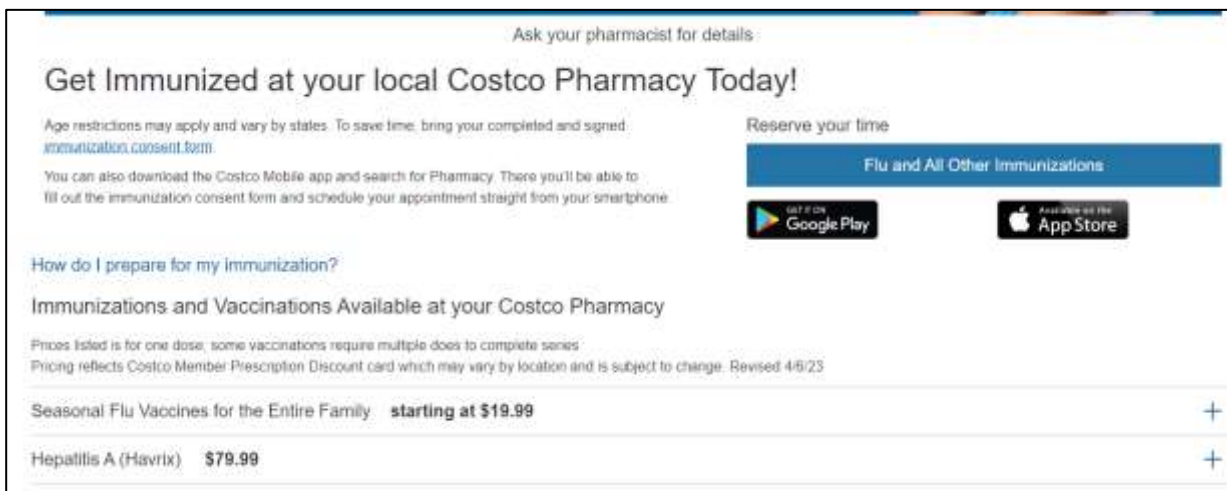 Ask your pharmacist for details
Get Immunized at your local Costco Pharmacy Today!
Age restrictions may apply and vary by states. To save time, bring your completed and signed
immunization consent form.
You can also download the Costco Mobile app and search for Pharmacy. There you'll be able to
fill out the immunization consent form and schedule your appointment straight from your smartphone.
Reserve your time
Flu and All Other Immunizations
GET IT ON
Google Play
Available on the
App Store
How do I prepare for my immunization?
Immunizations and Vaccinations Available at your Costco Pharmacy
Prices listed is for one dose; some vaccinations require multiple does to complete series
Pricing reflects Costco Member Prescription Discount card which may vary by location and is subject to change. Revised 4/6/23
Seasonal Flu Vaccines for the Entire Family starting at $19.99 +
Hepatitis A (Havrix) $79.99 +